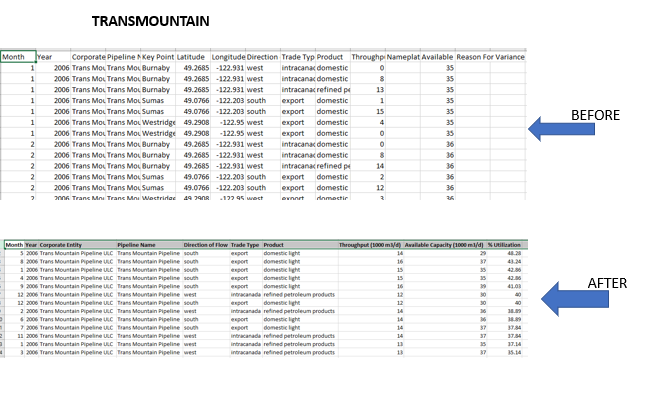 TRANSMOUNTAIN
Month Year Corporate Pipeline N Key Point Latitude Longitude Direction Trade Typ Product Throughp Nameplat Available Reason For Variance
1 2006 Trans Mou Trans Mou Burnaby 49.2685 -122.931 west intracanad domestic 0 35
1 2006 Trans Mou Trans Mou Burnaby 49.2685 -122.931 west intracanad domestic 8 35
1 2006 Trans Mou Trans Mou Burnaby 49.2685 -122.931 west intracanad refined pe 13 35
1 2006 Trans Mou Trans Mou Sumas 49.0766 -122.203 south export domestic 1 35
1 2006 Trans Mou Trans Mou Sumas 49.0766 -122.203 south export domestic 15 35
1 2006 Trans Mou Trans Mou Westridge 49.2908 -122.95 west export domestic 4 35
1 2006 Trans Mou Trans Mou Westridge 49.2908 -122.95 west export domestic 0 35
BEFORE
2 2006 Trans Mou Trans Mou Burnaby 49.2685 -122.931 west intracanad domestic 0 36
2 2006 Trans Mou Trans Mou Burnaby 49.2685 -122.931 west intracanad domestic 8 36
2 2006 Trans Mou Trans Mou Burnaby 49.2685 -122.931 west intracanad refined pe 14 36
2 2006 Trans Mou Trans Mou Sumas 49.0766 -122.203 south export domestic 2 36
2 2006 Trans Mou Trans Mou Sumas 49.0766 -122.203 south export domestic 12 36
2 2006 Trans Mou Trans Mou Westridge 49.2908 -122.95 west export domestic 3 36
Month Year Corporate Entity Pipeline Name Direction of Flow Trade Type Product Throughput (1000 m3/d) Available Capacity (1000 m3/d) % Utilization
5 2006 Trans Mountain Pipeline ULC Trans Mountain Pipeline south export domestic light 14 29 48.28
8 2006 Trans Mountain Pipeline ULC Trans Mountain Pipeline south export domestic light 16 37 43.24
1 2006 Trans Mountain Pipeline ULC Trans Mountain Pipeline south export domestic light 15 35 42.86
4 2006 Trans Mountain Pipeline ULC Trans Mountain Pipeline south export domestic light 15 35 42.86
9 2006 Trans Mountain Pipeline ULC Trans Mountain Pipeline south export domestic light 16 39 41.03
AFTER
12 2006 Trans Mountain Pipeline ULC Trans Mountain Pipeline west intracanada refined petroleum products 12 30 40
12 2006 Trans Mountain Pipeline ULC Trans Mountain Pipeline south export domestic light 12 30 40
2 2006 Trans Mountain Pipeline ULC Trans Mountain Pipeline west intracanada refined petroleum products 14 36 38.89
6 2006 Trans Mountain Pipeline ULC Trans Mountain Pipeline south export domestic light 14 36 38.89
7 2006 Trans Mountain Pipeline ULC Trans Mountain Pipeline south export domestic light 14 37 37.84
11 2006 Trans Mountain Pipeline ULC Trans Mountain Pipeline west intracanada refined petroleum products 14 37 37.84
1 2006 Trans Mountain Pipeline ULC Trans Mountain Pipeline west intracanada refined petroleum products 13 35 37.14
3 2006 Trans Mountain Pipeline ULC Trans Mountain Pipeline west intracanada refined petroleum products 13 37 35.14